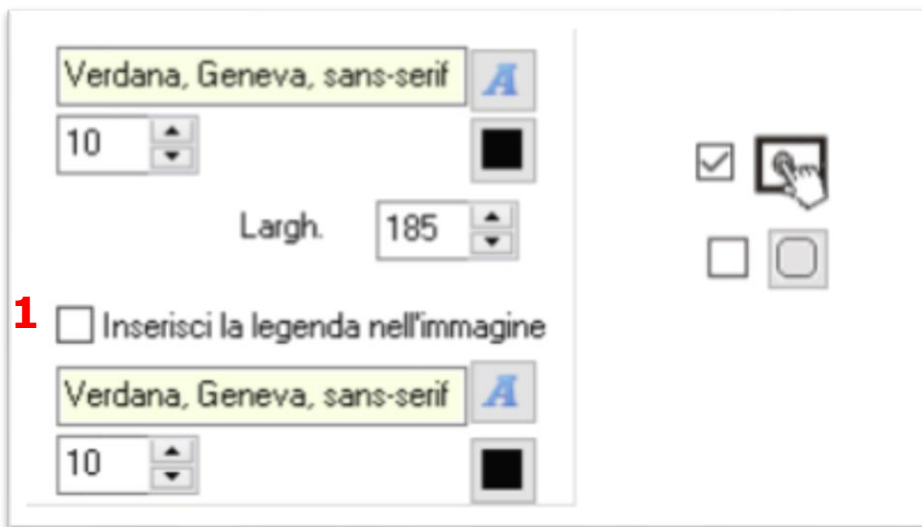 Verdana, Geneva, sans-serif A
10
Largh. 185
1 Inserisci la legenda nell'immagine
Verdana, Geneva, sans-serif A
10